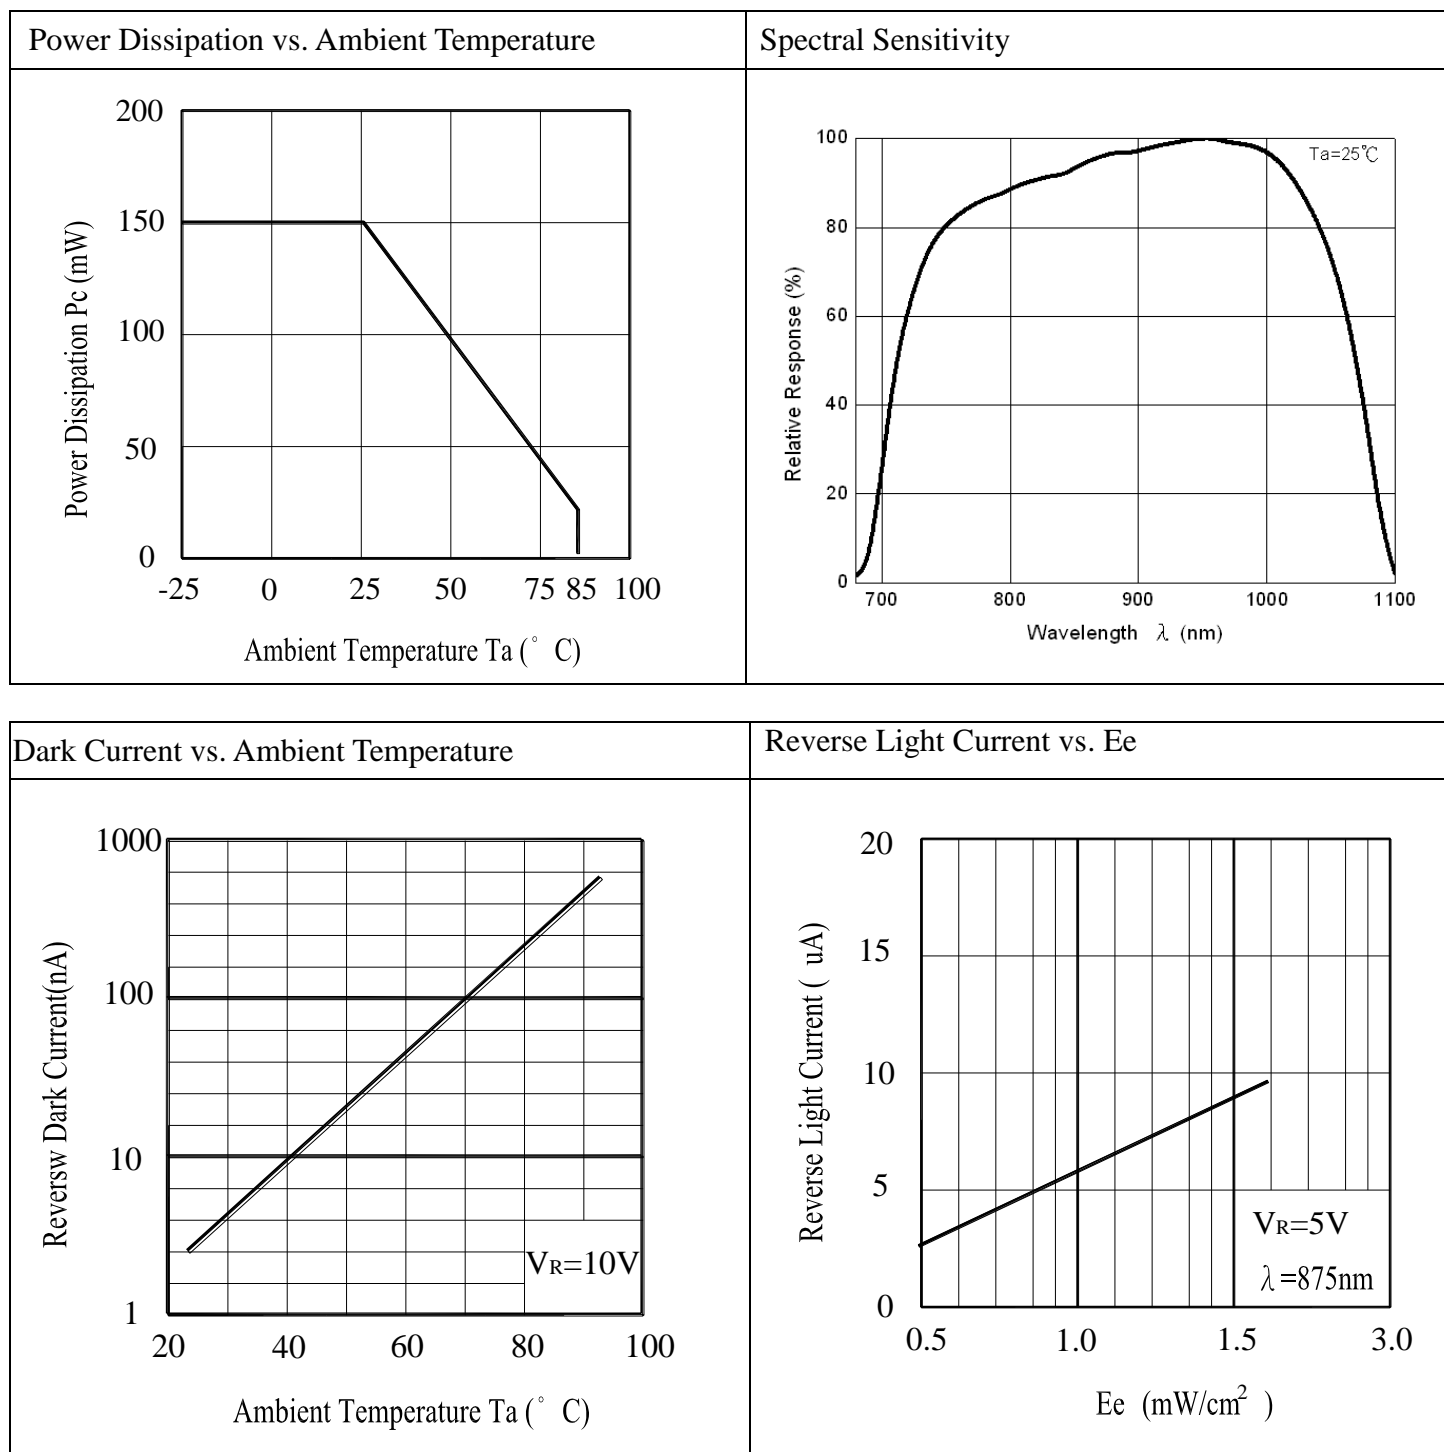 Power Dissipation vs. Ambient Temperature
Spectral Sensitivity
200
150
100
50
0
-25 0 25 50 75 85 100
Power Dissipation Pc (mW)
Ambient Temperature Ta (° C)
100
80
60
40
20
0
Ta=25℃
700 800 900 1000 1100
Relative Response (%)
Wavelength λ (nm)
Dark Current vs. Ambient Temperature
Reverse Light Current vs. Ee
1000
100
10
1
VR=10V
20 40 60 80 100
Reversw Dark Current(nA)
Ambient Temperature Ta (° C)
20
15
10
5
0
VR=5V
λ=875nm
0.5 1.0 1.5 3.0
Reverse Light Current ( uA)
Ee (mW/cm² )